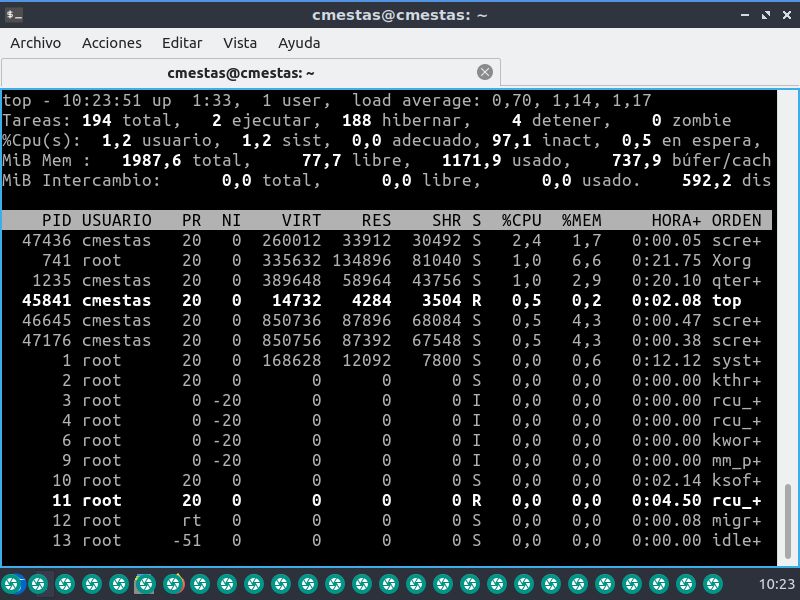 cmestas@cmestas: ~
Archivo Acciones Editar Vista Ayuda
cmestas@cmestas: ~
top - 10:23:51 up  1:33,  1 user,  load average: 0,70, 1,14, 1,17
Tareas: 194 total,   2 ejecutar,  188 hibernar,    4 detener,    0 zombie
%Cpu(s):  1,2 usuario,  1,2 sist,  0,0 adecuado, 97,1 inact,  0,5 en espera,
MiB Mem :   1987,6 total,     77,7 libre,   1171,9 usado,    737,9 búfer/cach
MiB Intercambio:      0,0 total,      0,0 libre,      0,0 usado.    592,2 dis
PID USUARIO   PR  NI    VIRT    RES    SHR S  %CPU  %MEM     HORA+ ORDEN
47436 cmestas   20   0  260012  33912  30492 S   2,4   1,7   0:00.05 scre+
741 root      20   0  335632 134896  81040 S   1,0   6,6   0:21.75 Xorg
1235 cmestas   20   0  389648  58964  43756 S   1,0   2,9   0:20.10 qter+
45841 cmestas   20   0   14732   4284   3504 R   0,5   0,2   0:02.08 top
46645 cmestas   20   0  850736  87896  68084 S   0,5   4,3   0:00.47 scre+
47176 cmestas   20   0  850756  87392  67548 S   0,5   4,3   0:00.38 scre+
1 root      20   0  168628  12092   7800 S   0,0   0,6   0:12.12 syst+
2 root      20   0       0      0      0 S   0,0   0,0   0:00.00 kthr+
3 root       0 -20       0      0      0 I   0,0   0,0   0:00.00 rcu_+
4 root       0 -20       0      0      0 I   0,0   0,0   0:00.00 rcu_+
6 root       0 -20       0      0      0 I   0,0   0,0   0:00.00 kwor+
9 root       0 -20       0      0      0 I   0,0   0,0   0:00.00 mm_p+
10 root      20   0       0      0      0 S   0,0   0,0   0:02.14 ksof+
11 root      20   0       0      0      0 R   0,0   0,0   0:04.50 rcu_+
12 root      rt   0       0      0      0 S   0,0   0,0   0:00.08 migr+
13 root     -51   0       0      0      0 S   0,0   0,0   0:00.00 idle+
10:23